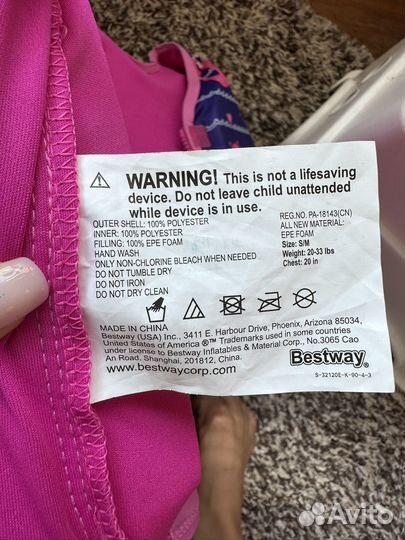 WARNING! This is not a lifesaving
device. Do not leave child unattended
while device is in use.
OUTER SHELL: 100% POLYESTER
INNER: 100% POLYESTER
FILLING: 100% EPE FOAM
HAND WASH
ONLY NON-CHLORINE BLEACH WHEN NEEDED
DO NOT TUMBLE DRY
DO NOT IRON
DO NOT DRY CLEAN
REG.NO. PA-18143(CN)
ALL NEW MATERIAL:
EPE FOAM
Size: S/M
Weight: 20-33 lbs
Chest: 20 in
MADE IN CHINA
Bestway (USA) Inc., 3411 E. Harbour Drive, Phoenix, Arizona 85034,
United States of America ®™ Trademarks used in some countries
under license to Bestway Inflatables & Material Corp., No.3065 Cao
An Road, Shanghai, 201812, China
www.bestwaycorp.com
Bestway
S-32120E-K-90-4-3
Avito